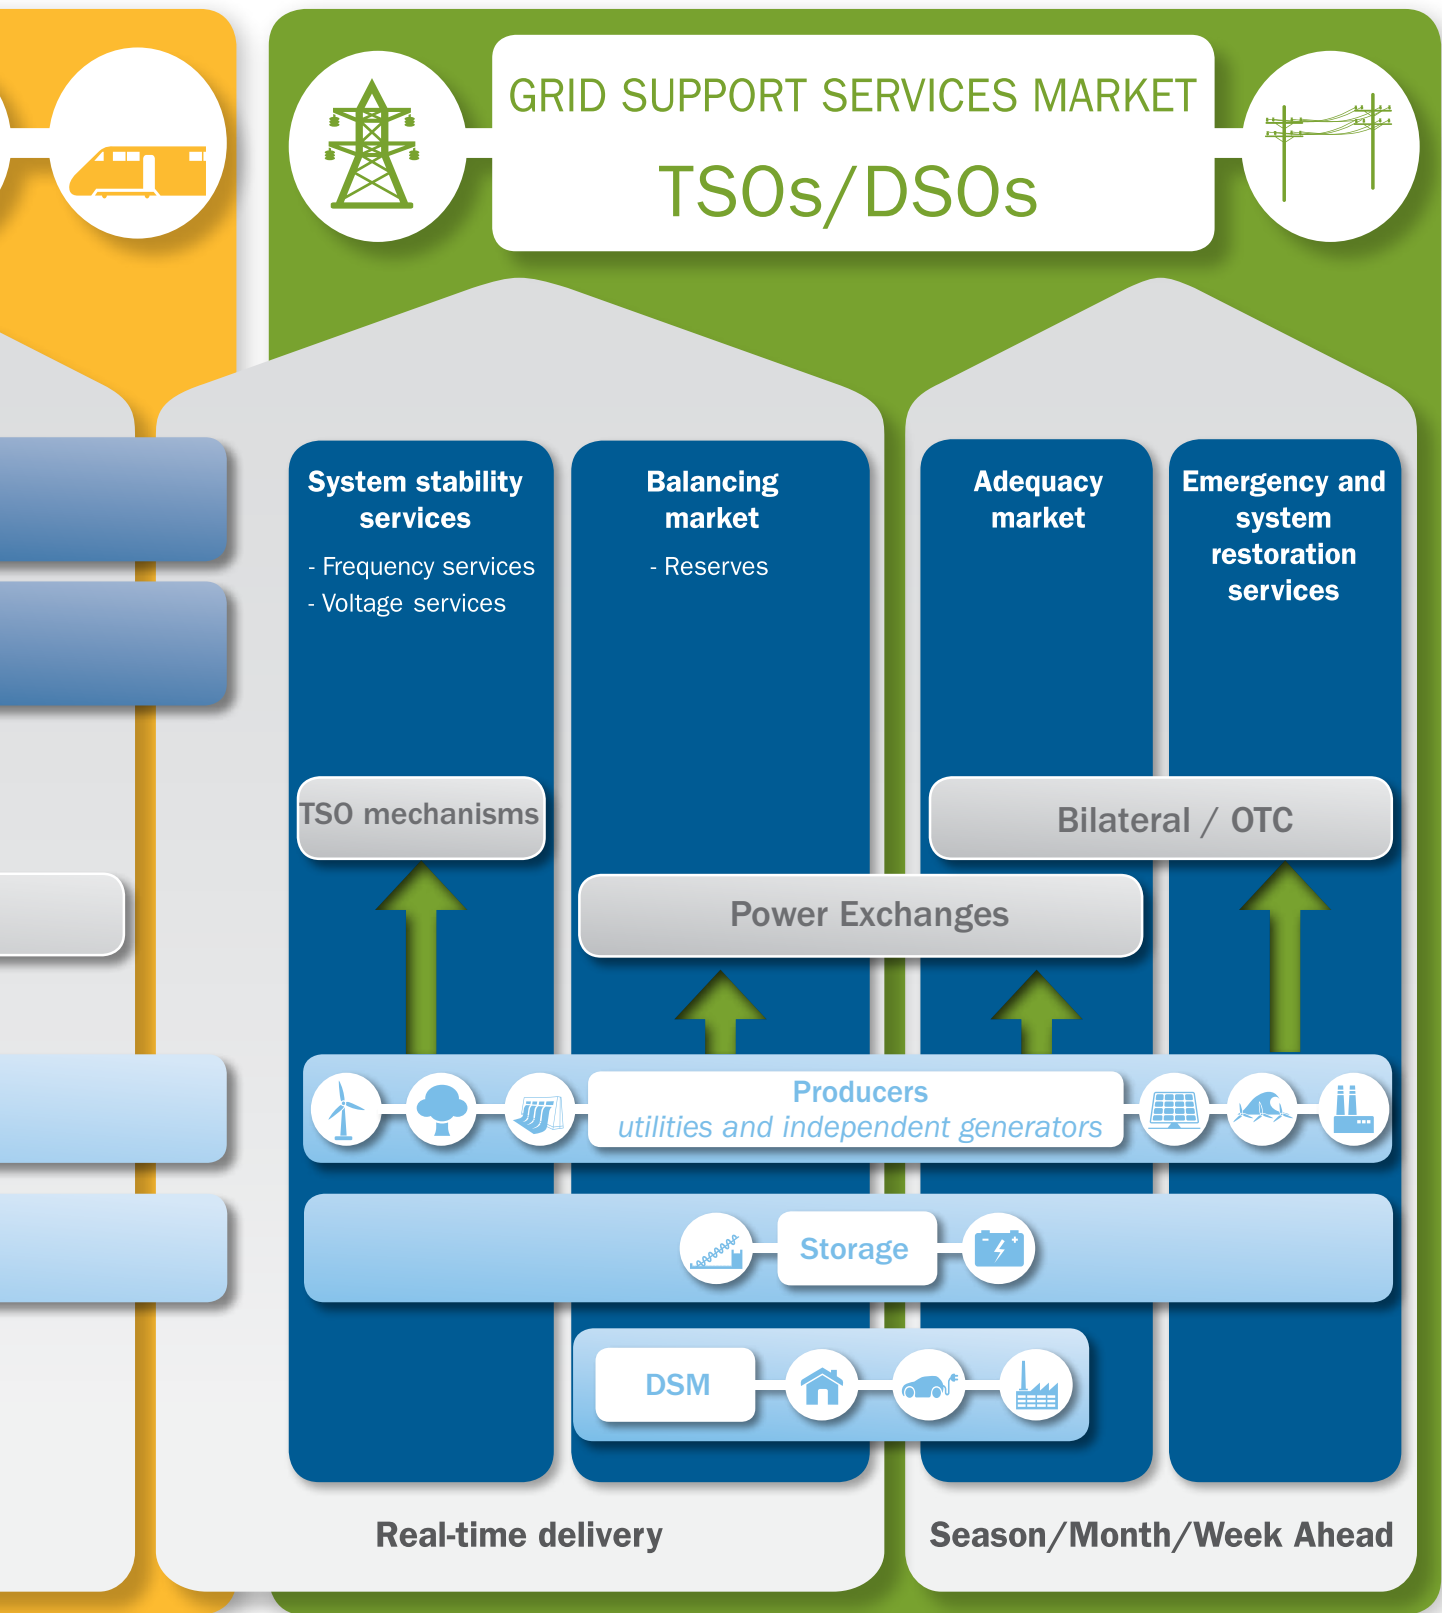 GRID SUPPORT SERVICES MARKET
TSOs/DSOs
System stability
services
- Frequency services
- Voltage services
Balancing
market
- Reserves
Adequacy
market
Emergency and
system
restoration
services
TSO mechanisms
Bilateral / OTC
Power Exchanges
Producers
utilities and independent generators
Storage
DSM
Real-time delivery
Season/Month/Week Ahead